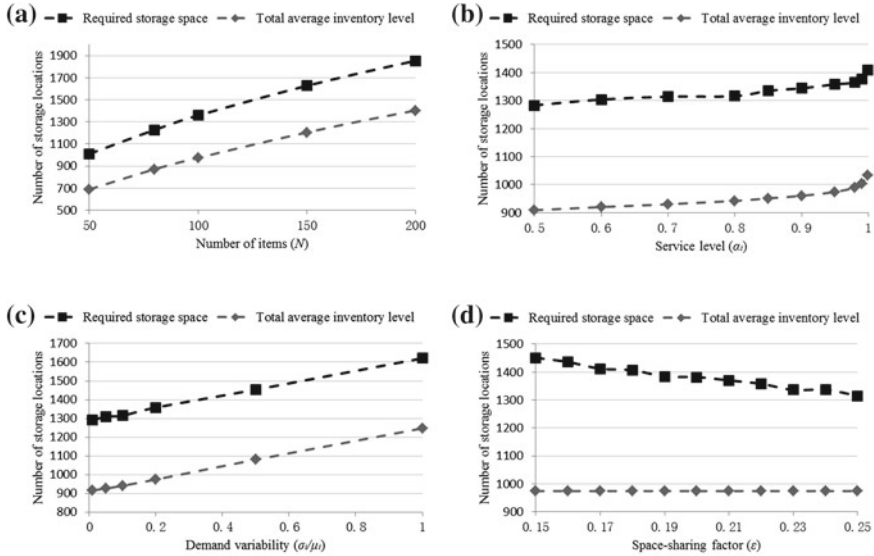 (a)
Required storage space Total average inventory level
Number of storage locations
1900
1700
1500
1300
1100
900
700
500
50 100 150 200
Number of items (N)
(b)
Required storage space Total average inventory level
Number of storage locations
1500
1400
1300
1200
1100
1000
900
0.5 0.6 0.7 0.8 0.9 1
Service level (αi)
(c)
Required storage space Total average inventory level
Number of storage locations
1700
1600
1500
1400
1300
1200
1100
1000
900
800
0 0.2 0.4 0.6 0.8 1
Demand variability (σi/μi)
(d)
Required storage space Total average inventory level
Number of storage locations
1500
1400
1300
1200
1100
1000
900
0.15 0.17 0.19 0.21 0.23 0.25
Space-sharing factor (ε)